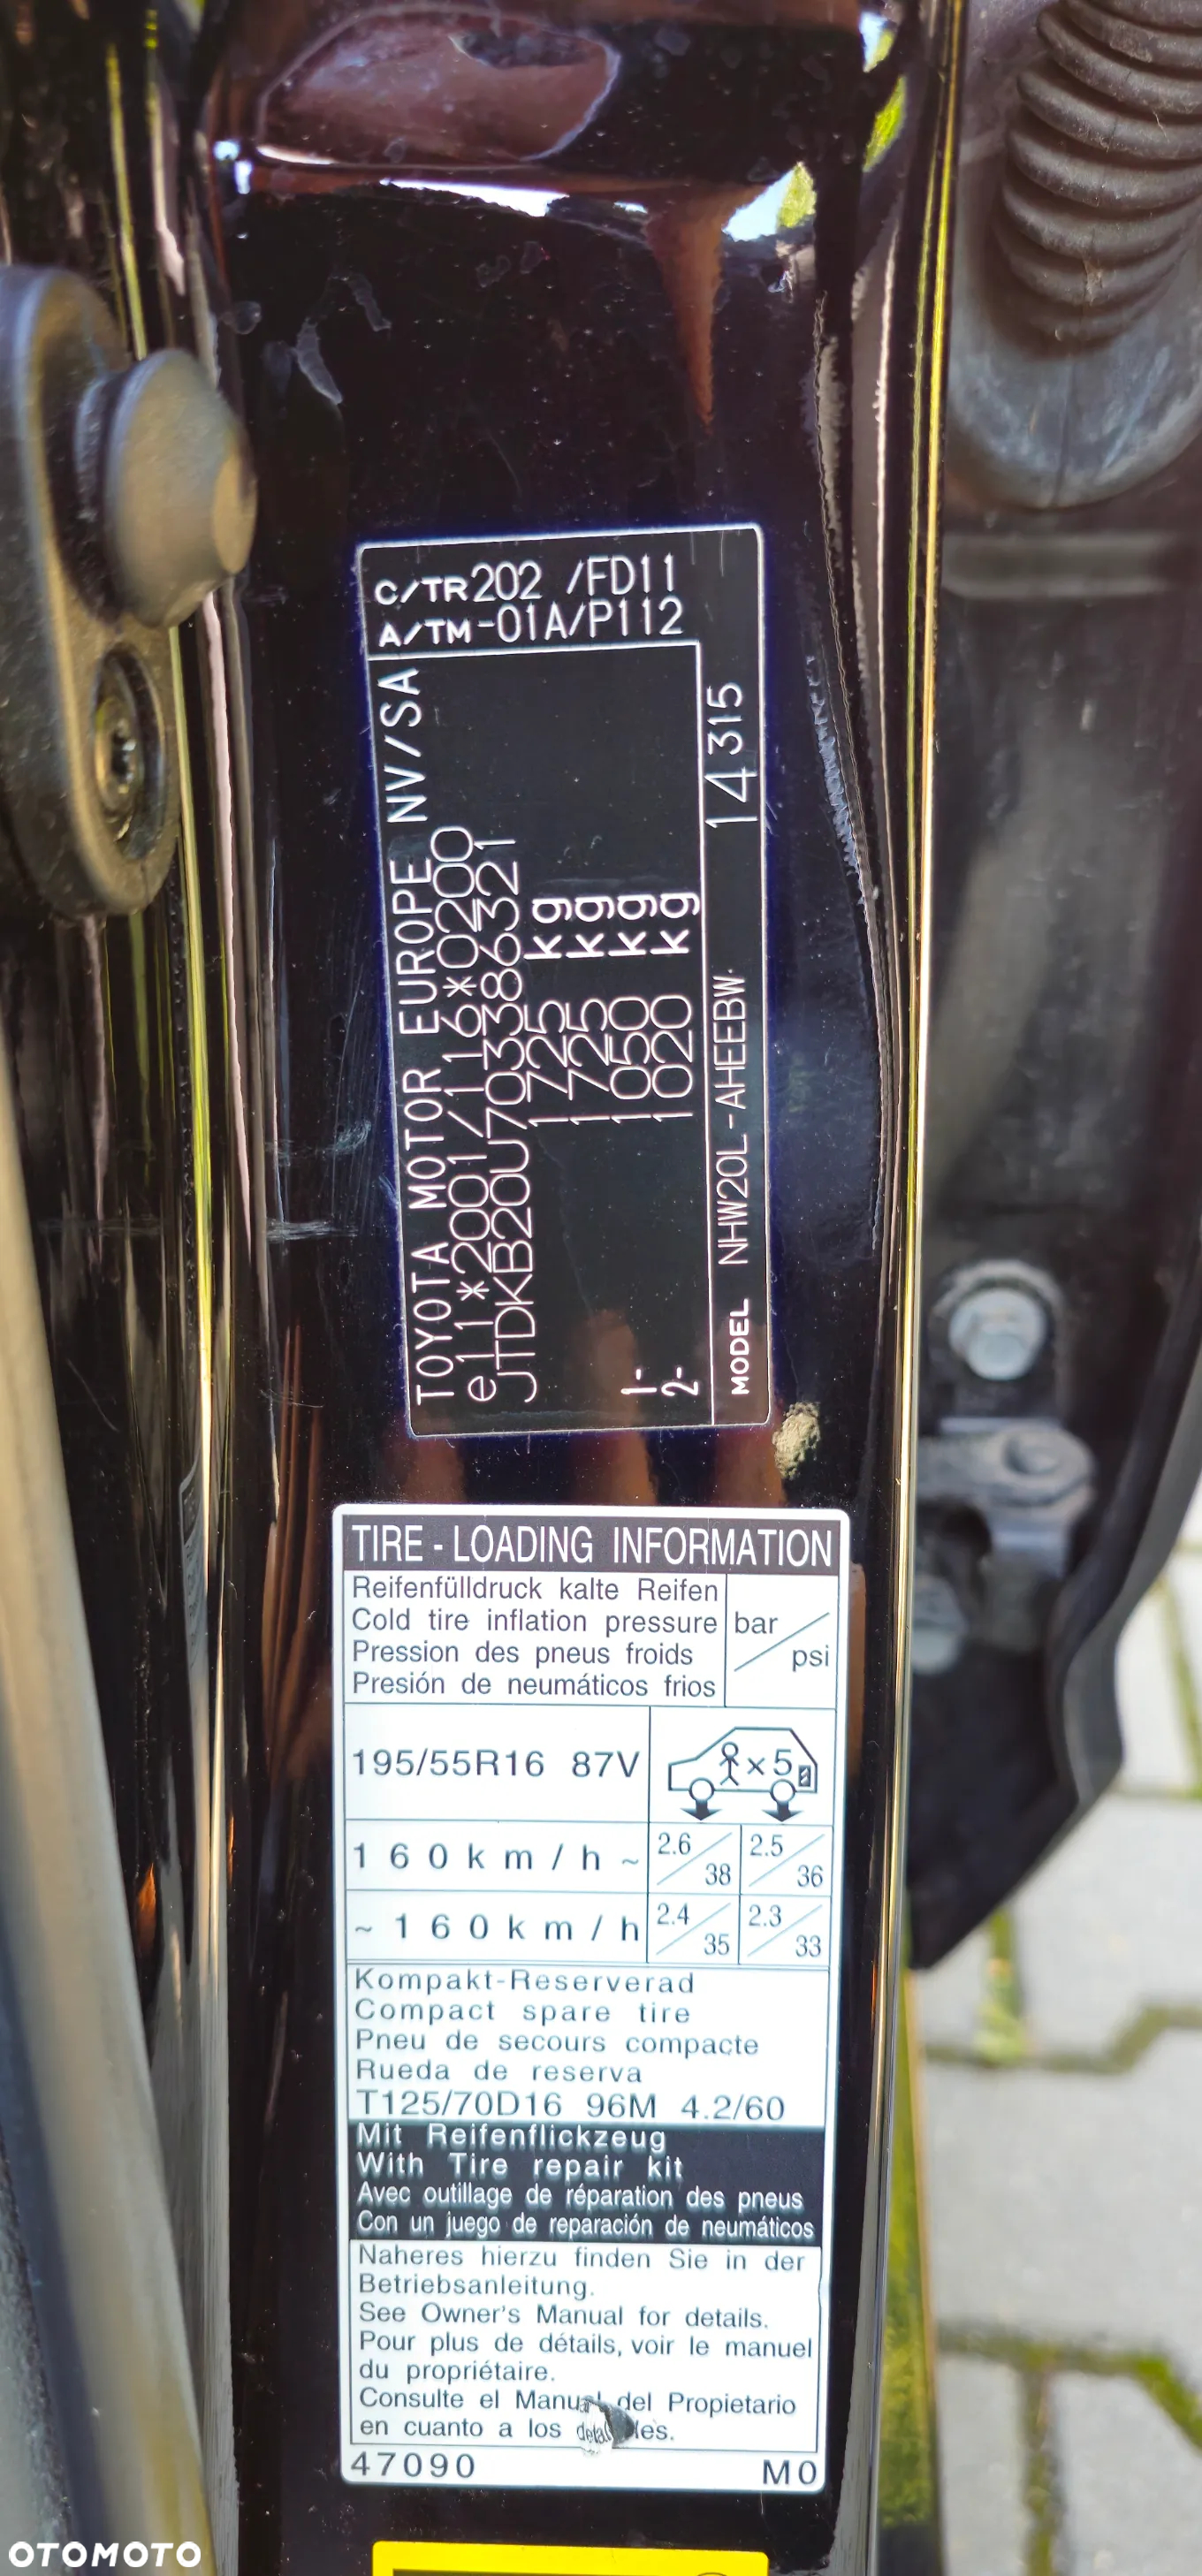 C/TR 202 /FD11
A/TM -01A/P112
TOYOTA MOTOR EUROPE NV/SA
e11*2001/116*0200
JTDKB20U703386321
1725 kg
1725 kg
1- 1050 kg
2- 1020 kg
MODEL NHW20L-AHEEBW 14315
TIRE - LOADING INFORMATION
Reifenfülldruck kalte Reifen
Cold tire inflation pressure
Pression des pneus froids
Presión de neumáticos frios
bar / psi
195/55R16 87V
x 5
160km/h ~ 2.6/38 2.5/36
~160km/h 2.4/35 2.3/33
Kompakt-Reserverad
Compact spare tire
Pneu de secours compacte
Rueda de reserva
T125/70D16 96M 4.2/60
Mit Reifenflickzeug
With Tire repair kit
Avec outillage de réparation des pneus
Con un juego de reparación de neumáticos
Naheres hierzu finden Sie in der
Betriebsanleitung.
See Owner's Manual for details.
Pour plus de détails, voir le manuel
du propriétaire.
Consulte el Manual del Propietario
en cuanto a los detalles.
47090 M0
OTOMOTO